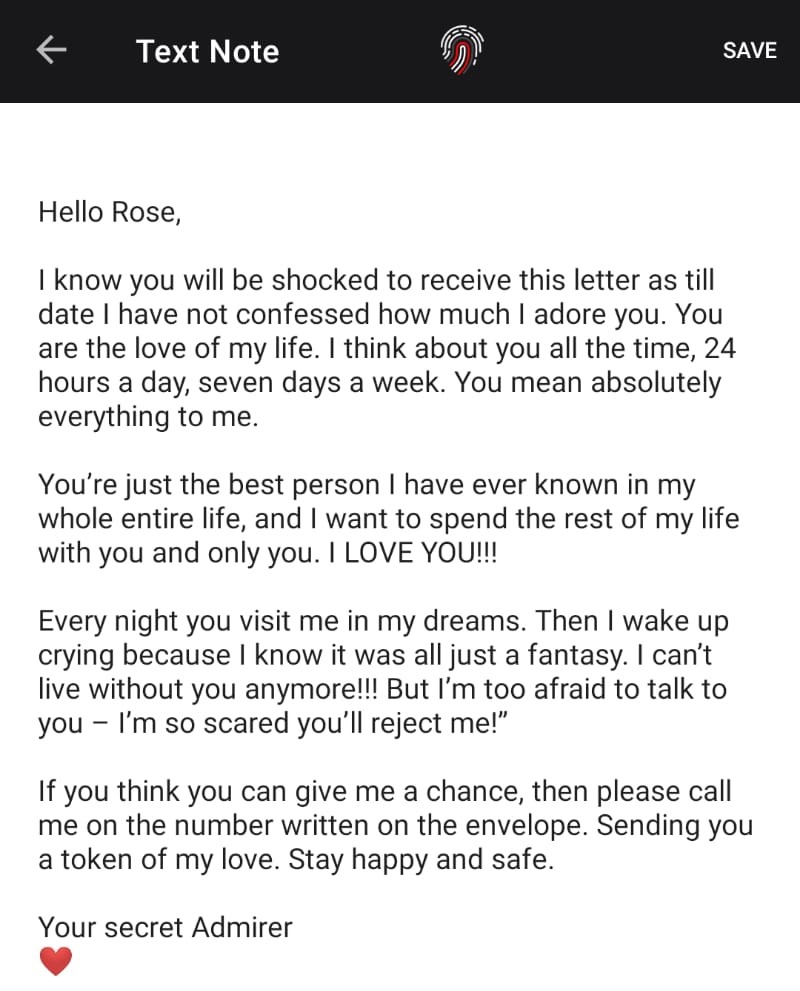 Text Note
SAVE
Hello Rose,
I know you will be shocked to receive this letter as till
date I have not confessed how much I adore you. You
are the love of my life. I think about you all the time, 24
hours a day, seven days a week. You mean absolutely
everything to me.
You’re just the best person I have ever known in my
whole entire life, and I want to spend the rest of my life
with you and only you. I LOVE YOU!!!
Every night you visit me in my dreams. Then I wake up
crying because I know it was all just a fantasy. I can’t
live without you anymore!!! But I’m too afraid to talk to
you – I’m so scared you’ll reject me!”
If you think you can give me a chance, then please call
me on the number written on the envelope. Sending you
a token of my love. Stay happy and safe.
Your secret Admirer
❤️